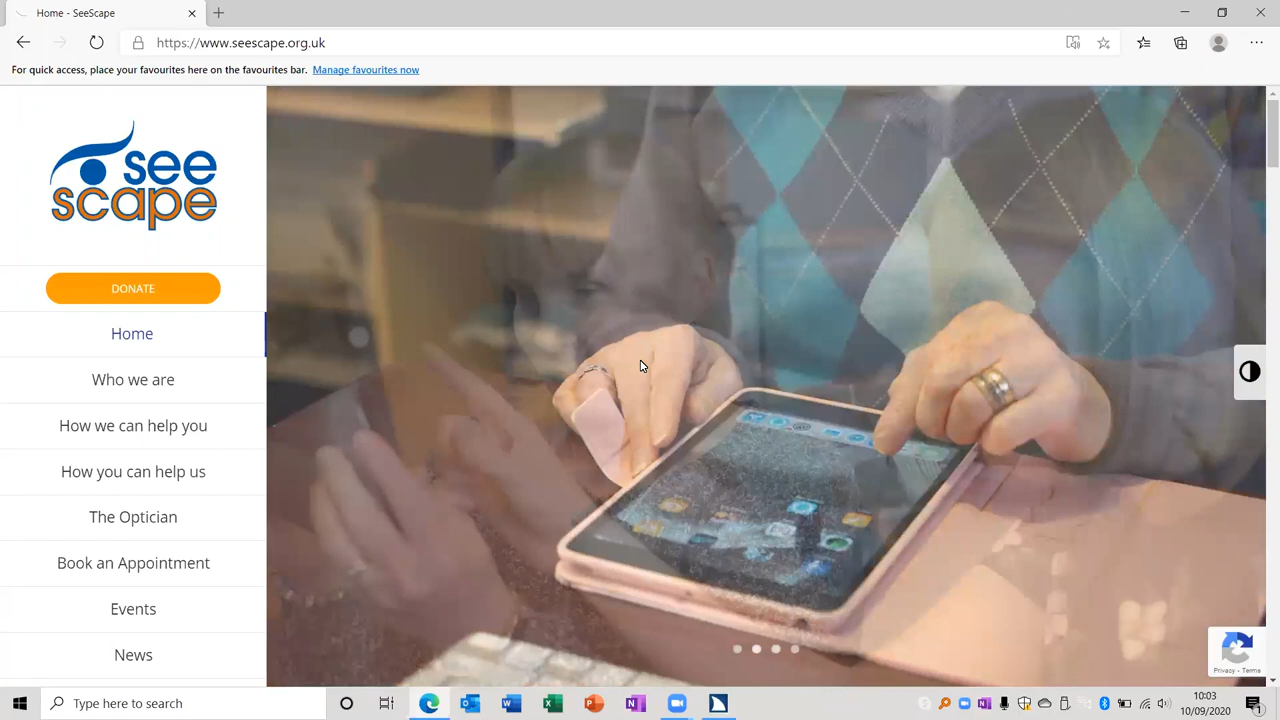 Home - SeeScape
https://www.seescape.org.uk
For quick access, place your favourites here on the favourites bar. Manage favourites now
see
scape
DONATE
Home
Who we are
How we can help you
How you can help us
The Optician
Book an Appointment
Events
News
Privacy - Terms
Type here to search
10:03
10/09/2020